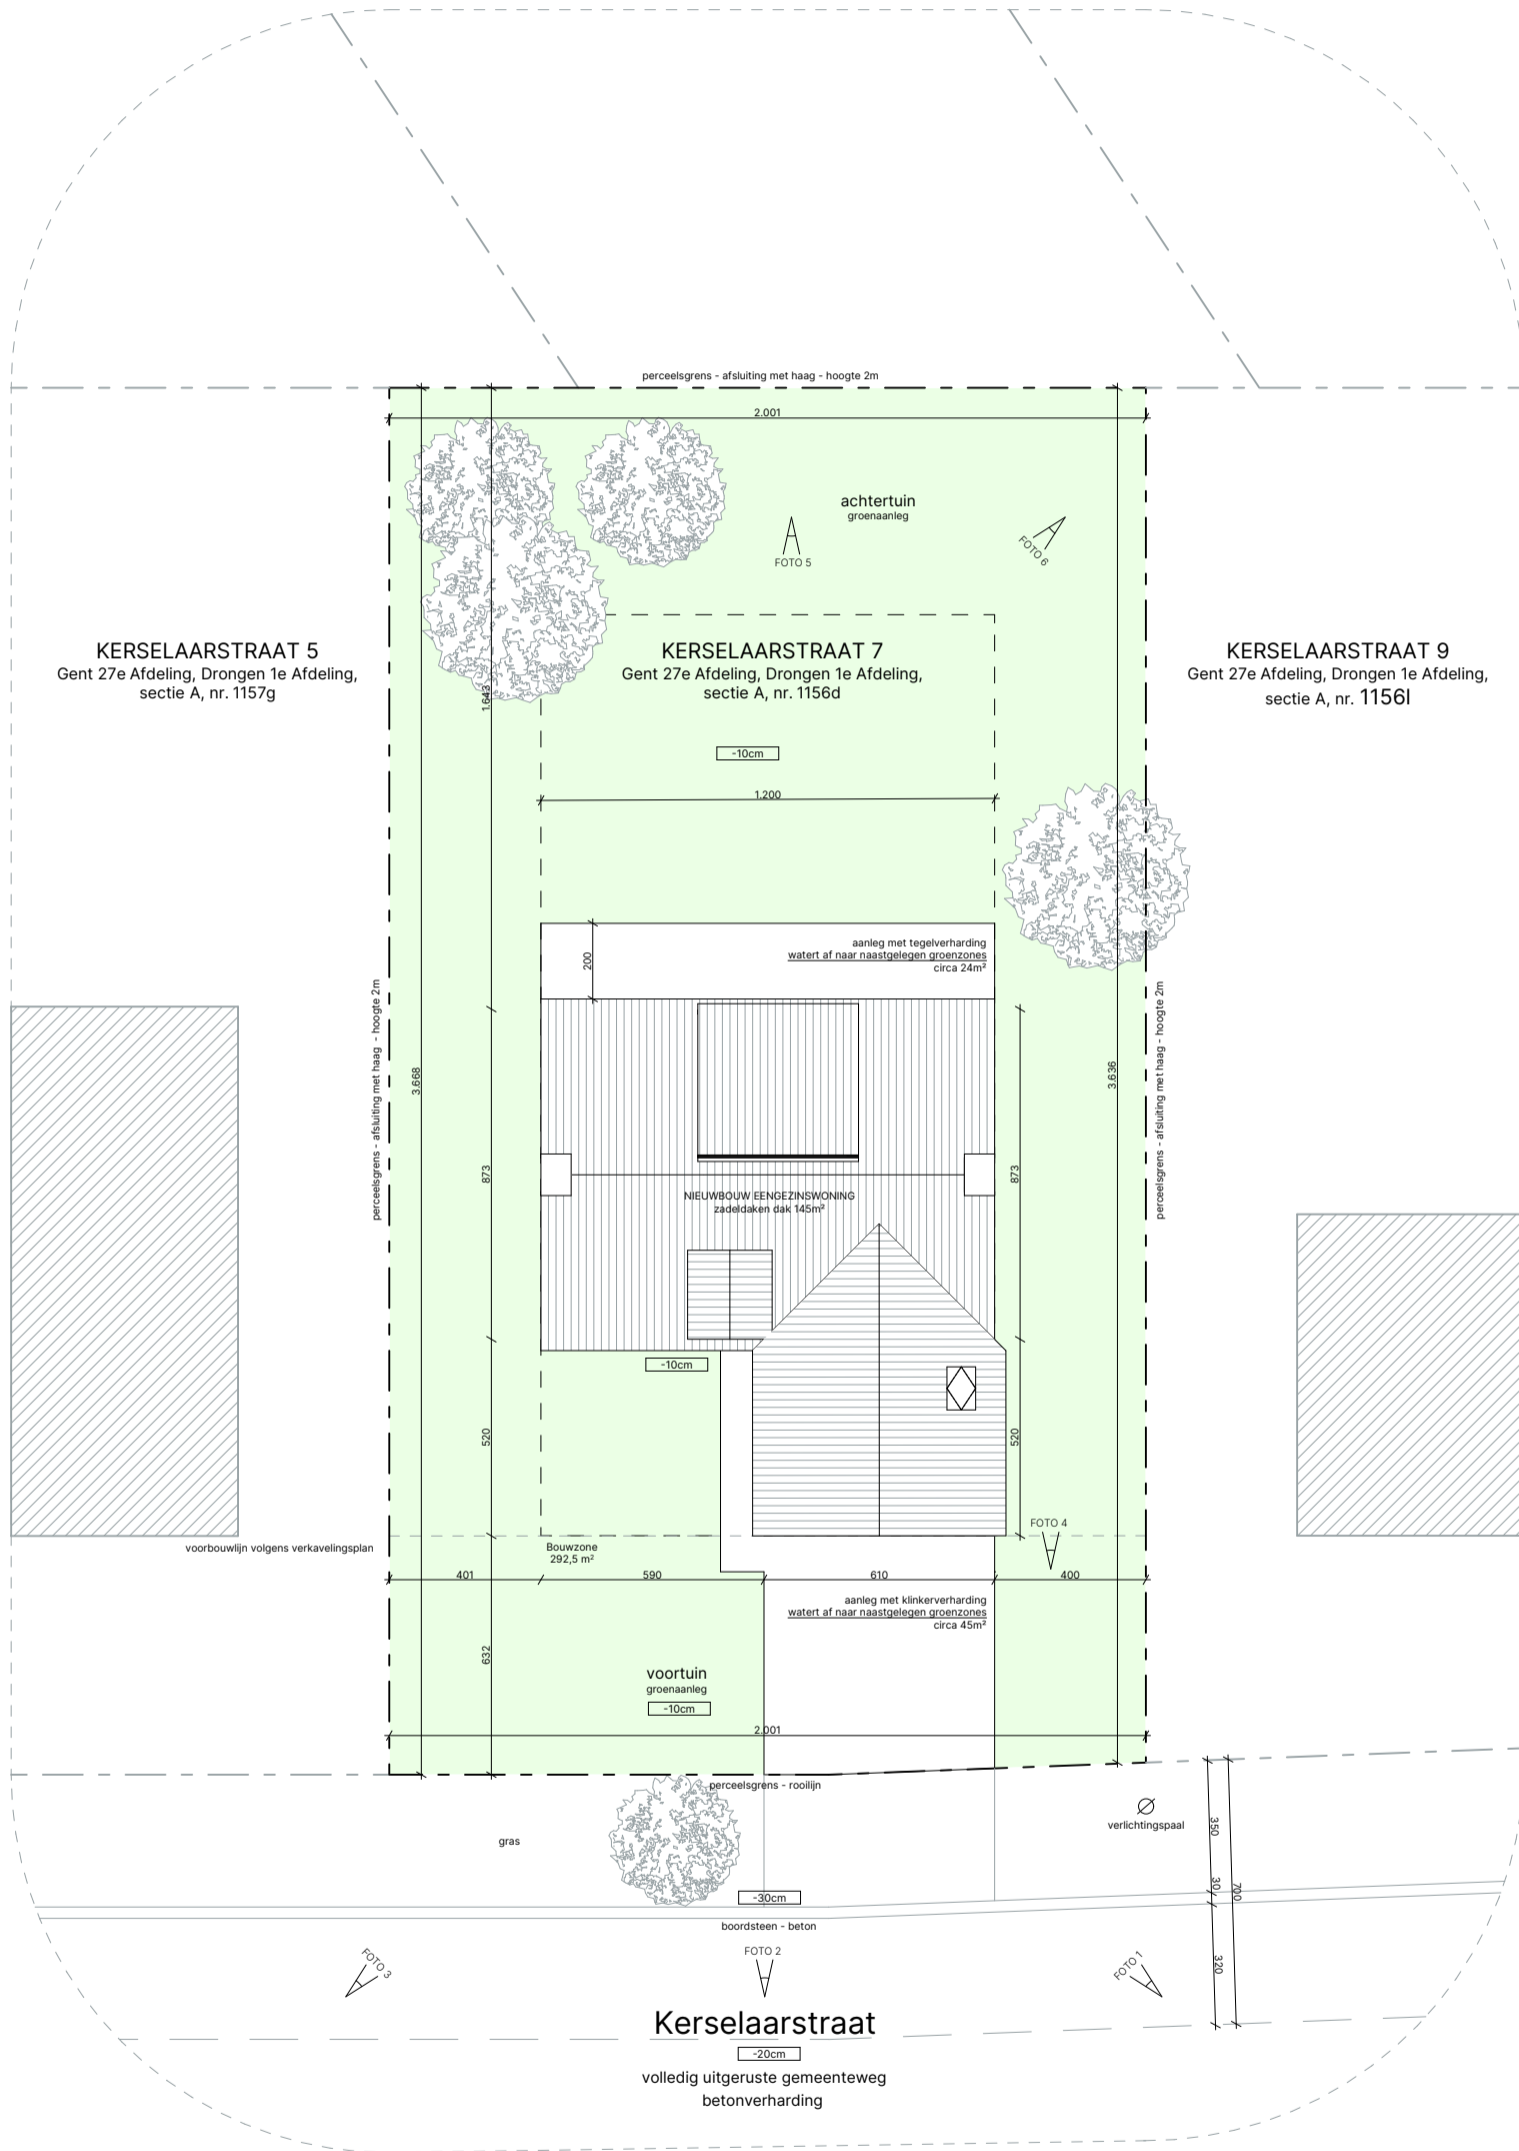 perceelsgrens - afsluiting met haag - hoogte 2m
2.001
achtertuin
groenaanleg
FOTO 5
FOTO 6
KERSELAARSTRAAT 5
Gent 27e Afdeling, Drongen 1e Afdeling,
sectie A, nr. 1157g
KERSELAARSTRAAT 7
Gent 27e Afdeling, Drongen 1e Afdeling,
sectie A, nr. 1156d
KERSELAARSTRAAT 9
Gent 27e Afdeling, Drongen 1e Afdeling,
sectie A, nr. 1156l
1.643
-10cm
1.200
200
aanleg met tegelverharding
watert af naar naastgelegen groenzones
circa 24m²
perceelsgrens - afsluiting met haag - hoogte 2m
3.668
873
873
3.636
perceelsgrens - afsluiting met haag - hoogte 2m
NIEUWBOUW EENGEZINSWONING
zadeldaken dak 145m²
-10cm
520
520
FOTO 4
voorbouwlijn volgens verkavelingsplan
Bouwzone
292,5 m²
401
590
610
400
aanleg met klinkerverharding
watert af naar naastgelegen groenzones
circa 45m²
632
voortuin
groenaanleg
-10cm
2.001
perceelsgrens - rooilijn
gras
verlichtingspaal
350
30
700
320
-30cm
boordsteen - beton
FOTO 3
FOTO 2
FOTO 1
Kerselaarstraat
-20cm
volledig uitgeruste gemeenteweg
betonverharding